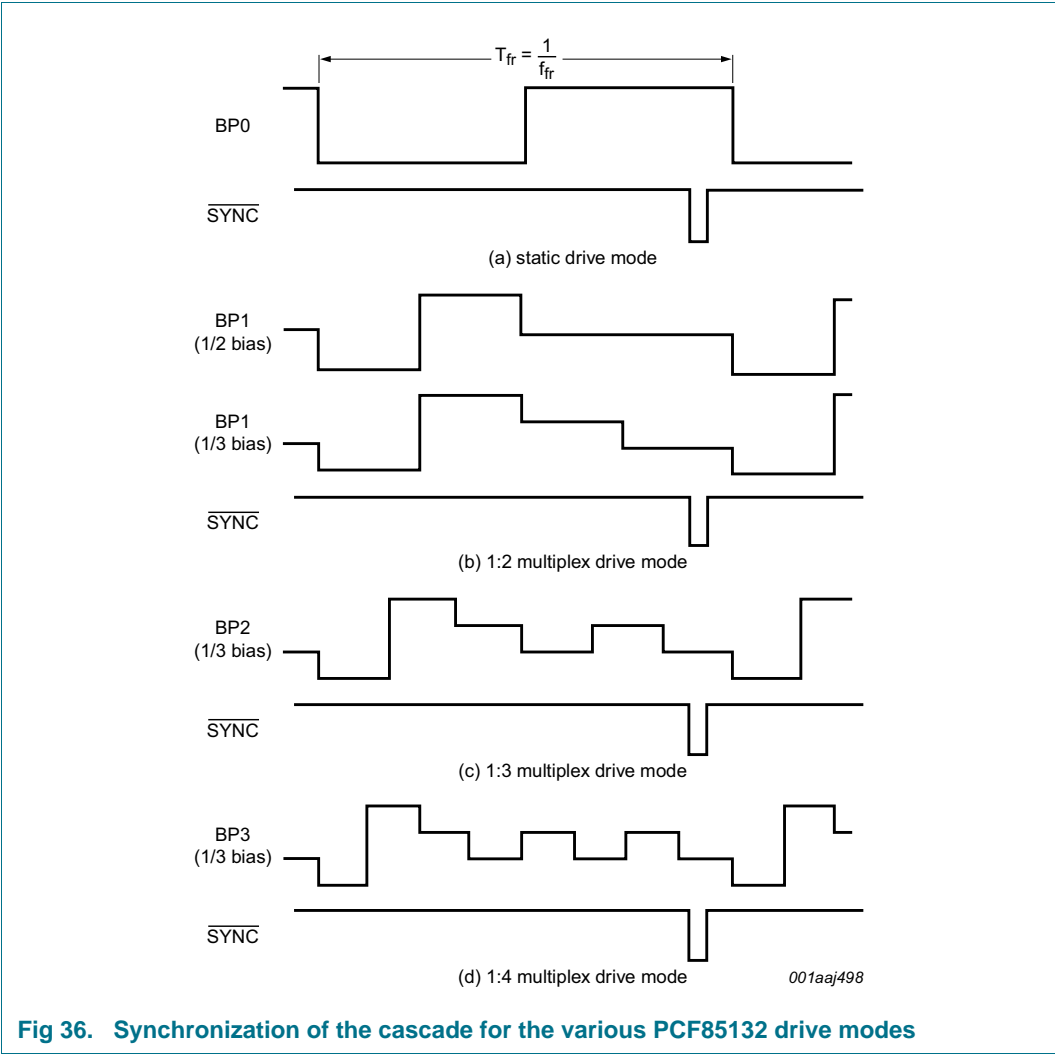 Tfr = 1/ffr
BP0
SYNC
(a) static drive mode
BP1
(1/2 bias)
BP1
(1/3 bias)
SYNC
(b) 1:2 multiplex drive mode
BP2
(1/3 bias)
SYNC
(c) 1:3 multiplex drive mode
BP3
(1/3 bias)
SYNC
(d) 1:4 multiplex drive mode
001aaj498
Fig 36. Synchronization of the cascade for the various PCF85132 drive modes